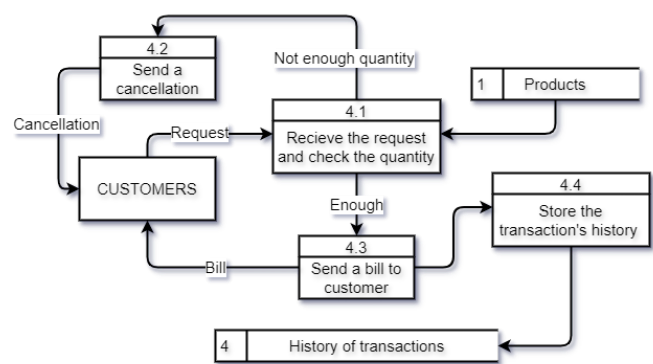 4.2
Send a
cancellation
Not enough quantity
1
Products
Cancellation
Request
4.1
Recieve the request
and check the quantity
CUSTOMERS
4.4
Store the
transaction's history
Enough
4.3
Send a bill to
customer
Bill
4
History of transactions